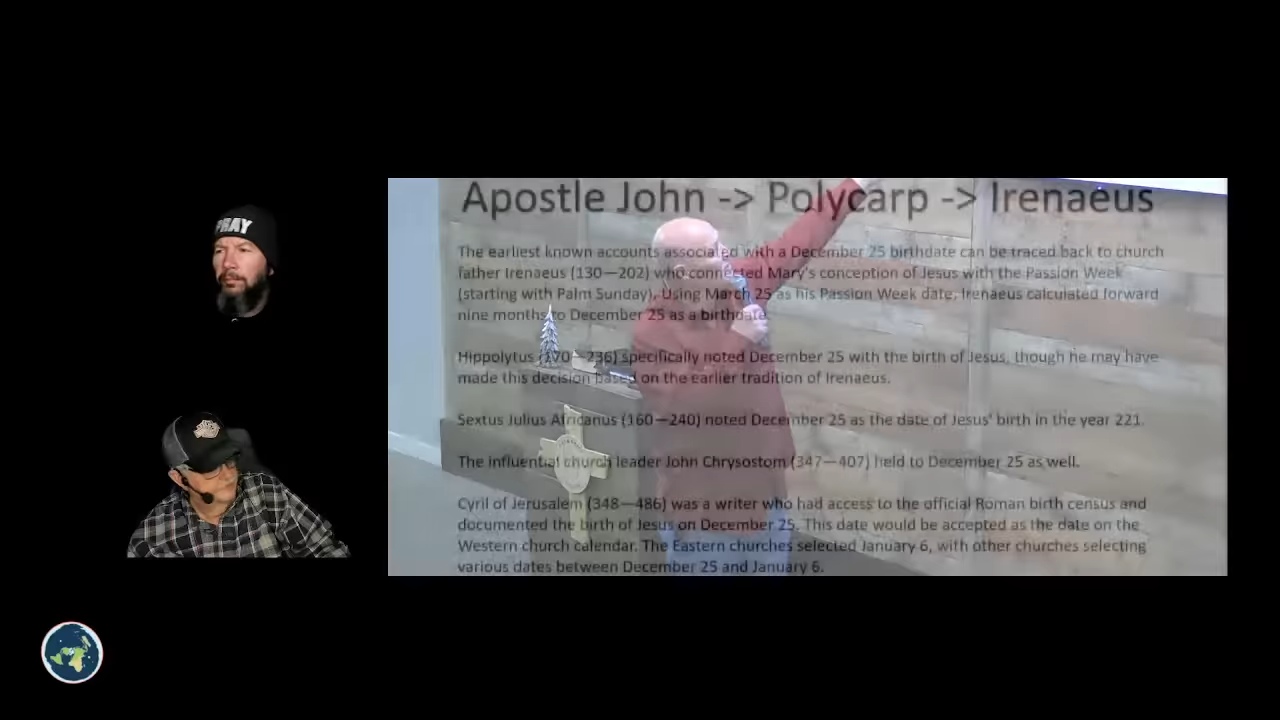 Apostle John -> Polycarp -> Irenaeus
The earliest known accounts associated with a December 25 birthdate can be traced back to church
father Irenaeus (130—202) who connected Mary's conception of Jesus with the Passion Week
(starting with Palm Sunday). Using March 25 as his Passion Week date, Irenaeus calculated forward
nine months to December 25 as a birthdate.
PRAY
Hippolytus (170—236) specifically noted December 25 with the birth of Jesus, though he may have
made this decision based on the earlier tradition of Irenaeus.
Sextus Julius Africanus (160—240) noted December 25 as the date of Jesus' birth in the year 221.
The influential church leader John Chrysostom (347—407) held to December 25 as well.
Cyril of Jerusalem (348—486) was a writer who had access to the official Roman birth census and
documented the birth of Jesus on December 25. This date would be accepted as the date on the
Western church calendar. The Eastern churches selected January 6, with other churches selecting
various dates between December 25 and January 6.